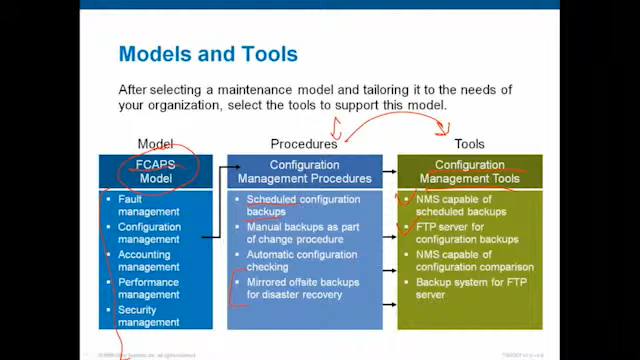 Models and Tools
After selecting a maintenance model and tailoring it to the needs of
your organization, select the tools to support this model.
Model
Procedures
Tools
FCAPS
Model
Configuration
Management Procedures
Configuration
Management Tools
Fault
management
Configuration
management
Accounting
management
Performance
management
Security
management
Scheduled configuration
backups
Manual backups as part
of change procedure
Automatic configuration
checking
Mirrored offsite backups
for disaster recovery
NMS capable of
scheduled backups
FTP server for
configuration backups
NMS capable of
configuration comparison
Backup system for FTP
server